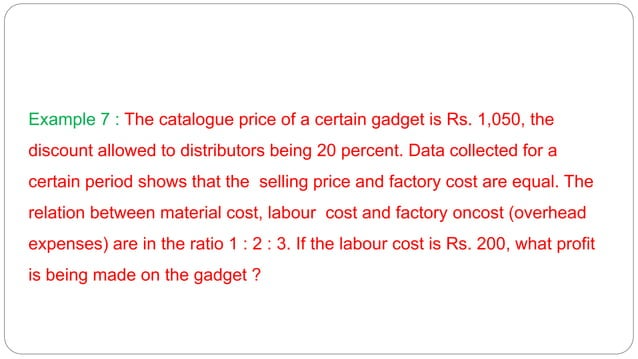 Example 7 : The catalogue price of a certain gadget is Rs. 1,050, the
discount allowed to distributors being 20 percent. Data collected for a
certain period shows that the  selling price and factory cost are equal. The
relation between material cost, labour  cost and factory oncost (overhead
expenses) are in the ratio 1 : 2 : 3. If the labour cost is Rs. 200, what profit
is being made on the gadget ?